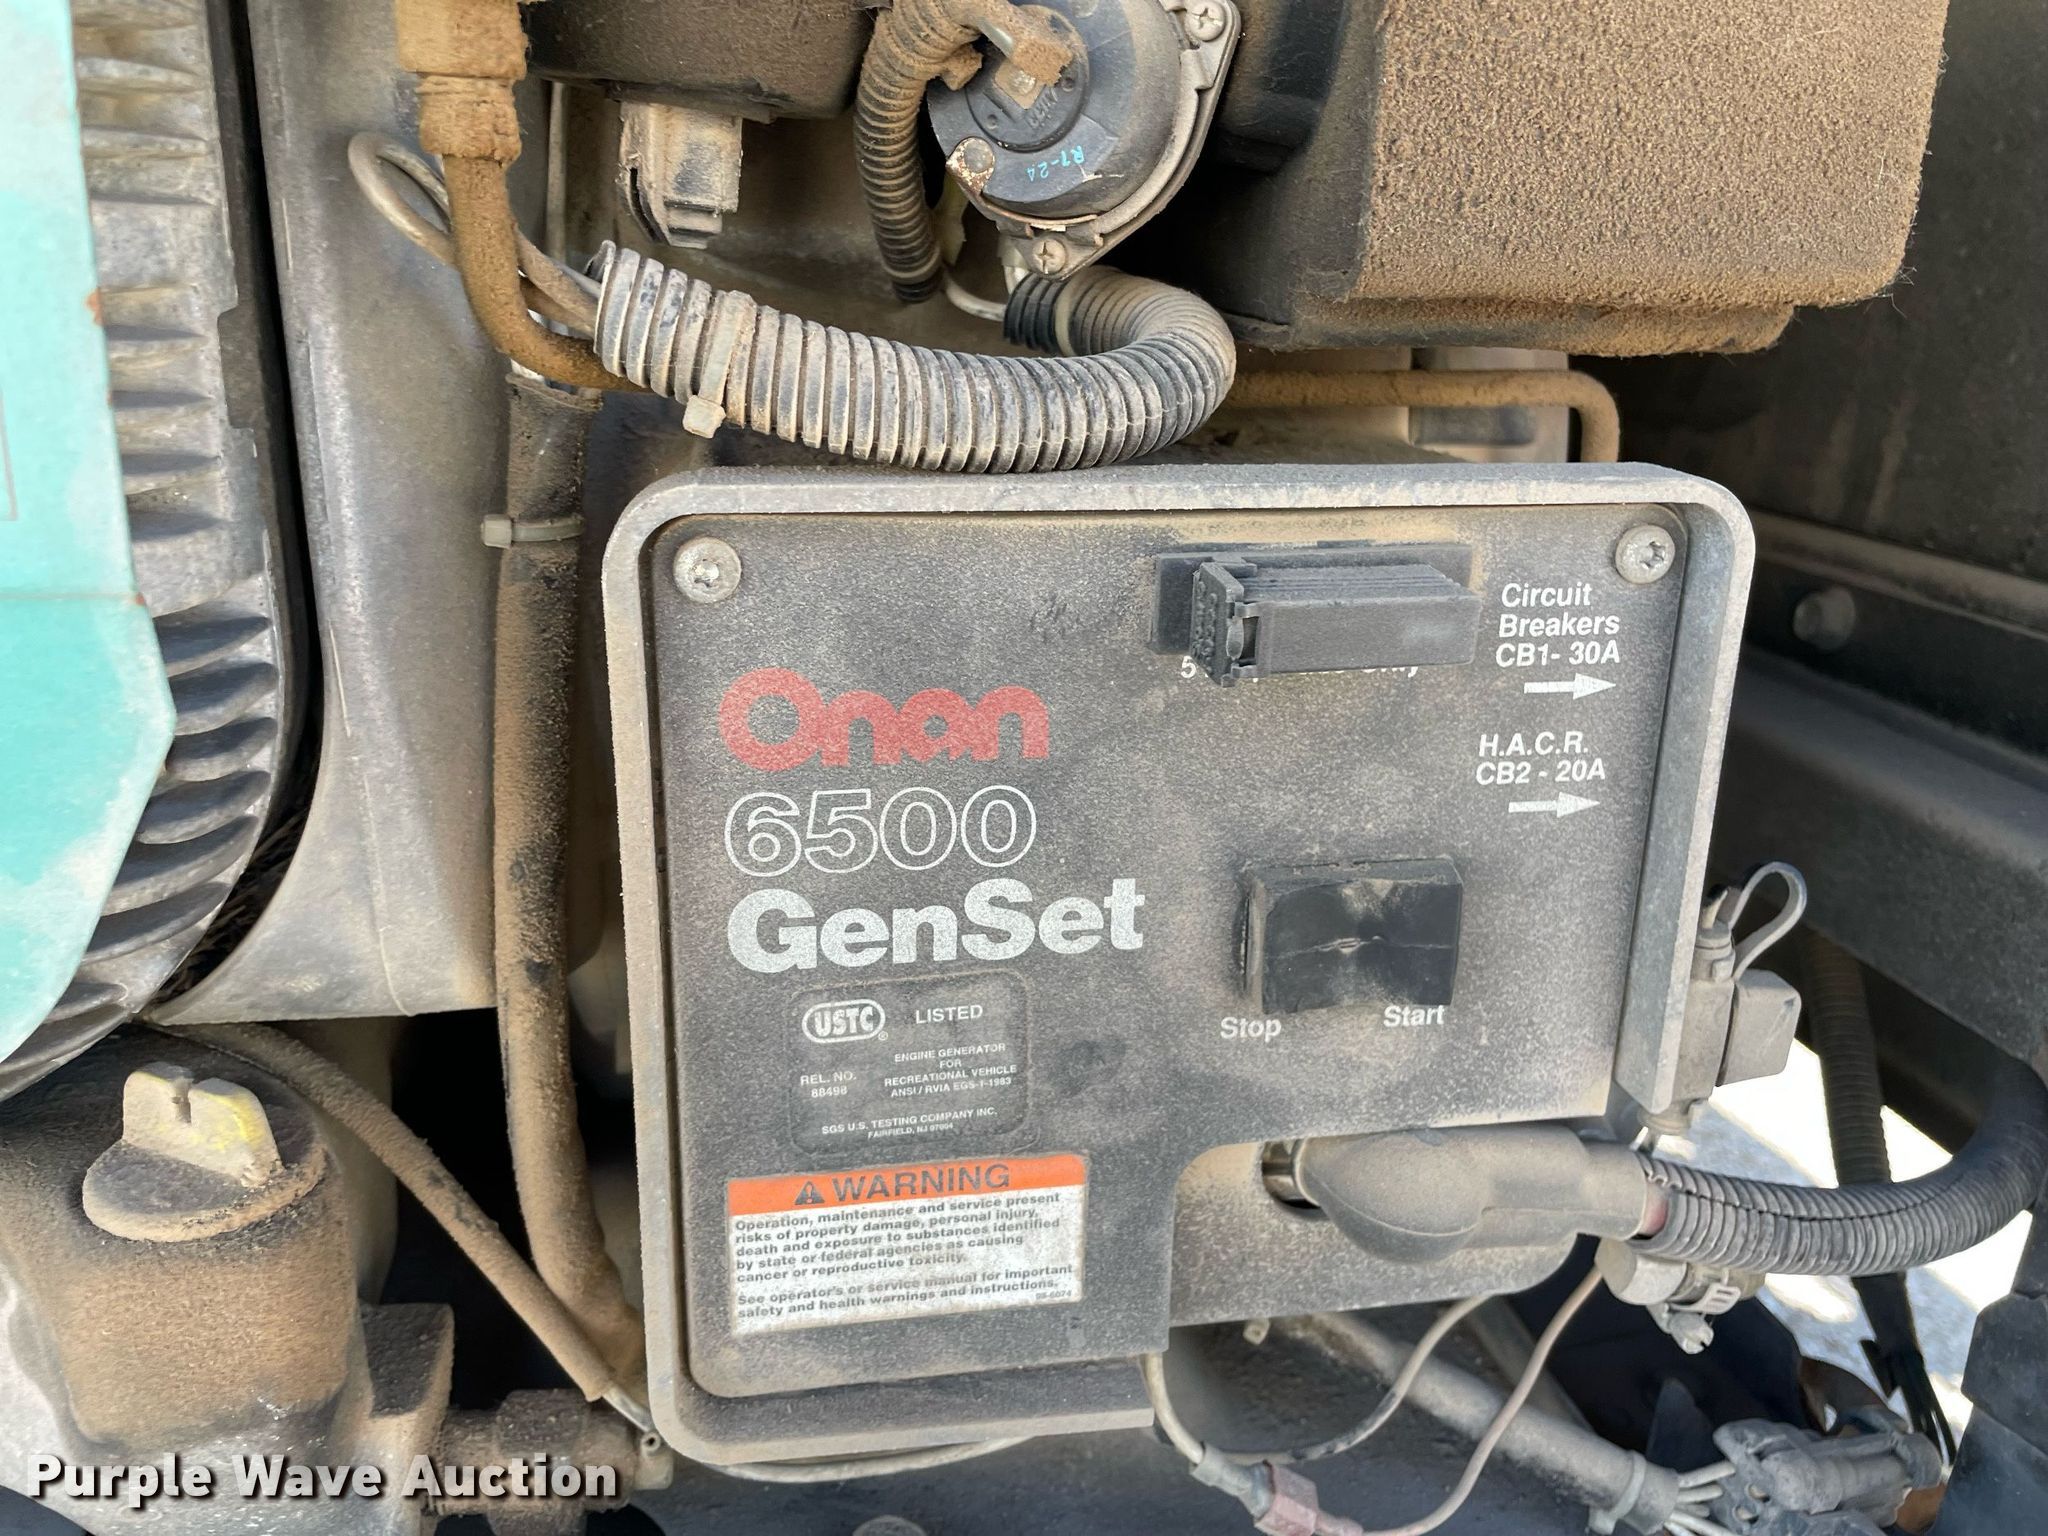 R7-24
Circuit
Breakers
CB1- 30A
H.A.C.R.
CB2 - 20A
Onan
6500
GenSet
Stop
Start
USTC ® LISTED
ENGINE GENERATOR
FOR
RECREATIONAL VEHICLE
ANSI / RVIA EGS-1-1983
REL. NO.
88498
SGS U.S. TESTING COMPANY INC.
FAIRFIELD, NJ 07004
WARNING
Operation, maintenance and service present
risks of property damage, personal injury,
death and exposure to substances identified
by state or federal agencies as causing
cancer or reproductive toxicity.
See operator's or service manual for important
safety and health warnings and instructions.
98-6074
Purple Wave Auction